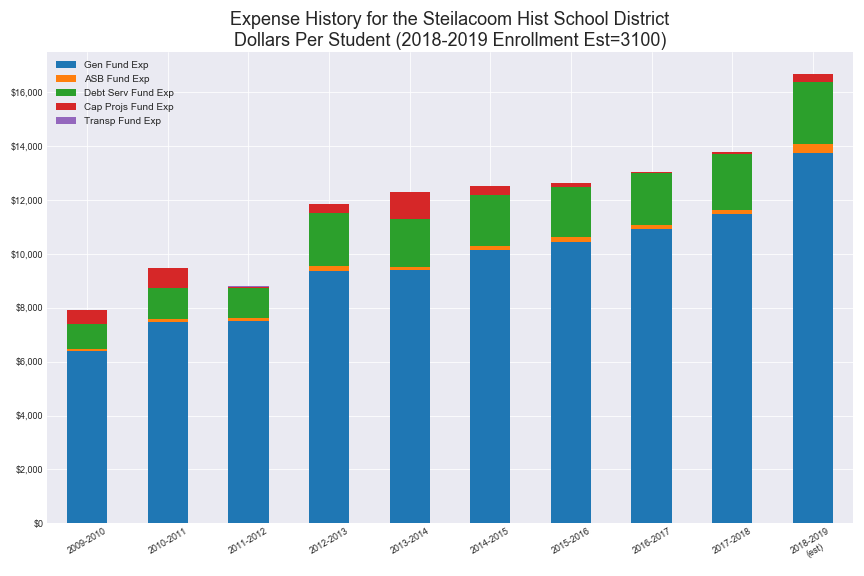 Expense History for the Steilacoom Hist School District
Dollars Per Student (2018-2019 Enrollment Est=3100)
Gen Fund Exp
ASB Fund Exp
Debt Serv Fund Exp
Cap Projs Fund Exp
Transp Fund Exp
$16,000
$14,000
$12,000
$10,000
$8,000
$6,000
$4,000
$2,000
$0
2009-2010
2010-2011
2011-2012
2012-2013
2013-2014
2014-2015
2015-2016
2016-2017
2017-2018
2018-2019
(est)